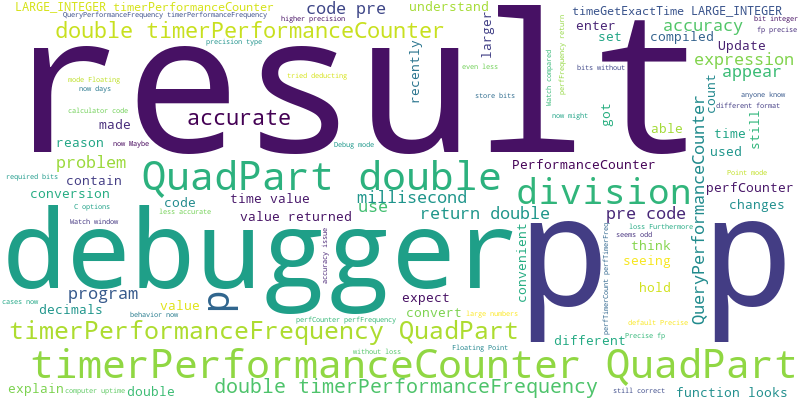 LARGE_INTEGER timerPerformanceCounter
code pre
understand
timeGetExactTime LARGE_INTEGER
QueryPerformanceFrequency timerPerformanceFrequency
higher precision
larger
enter
accuracy
bit integer
double timerPerformanceCounter
set
compiled
Update
fp precise
result
precision type
recently
Watch compared
perfFrequency return
expression
mode Floating
tried deducting
even less
bits without
appear
anyone know
now days
store bits
count
different format
calculator code
accurate
now might
got
made
able
time
still
reason
now Maybe
Debug mode
used
problem
PerformanceCounter
contain
QuadPart double
division
perfCounter
required bits
conversion
time value
millisecond
QueryPerformanceCounter
C options
code
use
return double
pre code
changes
less accurate
value returned
Watch window
debugger
p
p
loss Furthermore
seems odd
think
seeing
accuracy issue
convenient
perfTimerCount perfTimerFreq
Point mode
hold
cases now
program
p
expect
decimals
value
convert
large numbers
default Precise
behavior now
perfCounter perfFrequency
different
timerPerformanceFrequency QuadPart
Precise fp
explain
without loss
Floating Point
timerPerformanceCounter QuadPart
computer uptime
double
double timerPerformanceFrequency
still correct
function looks